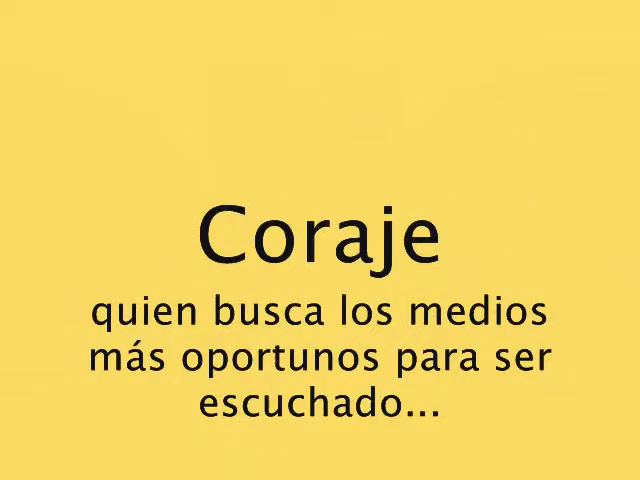 Coraje
quien busca los medios
más oportunos para ser
escuchado...